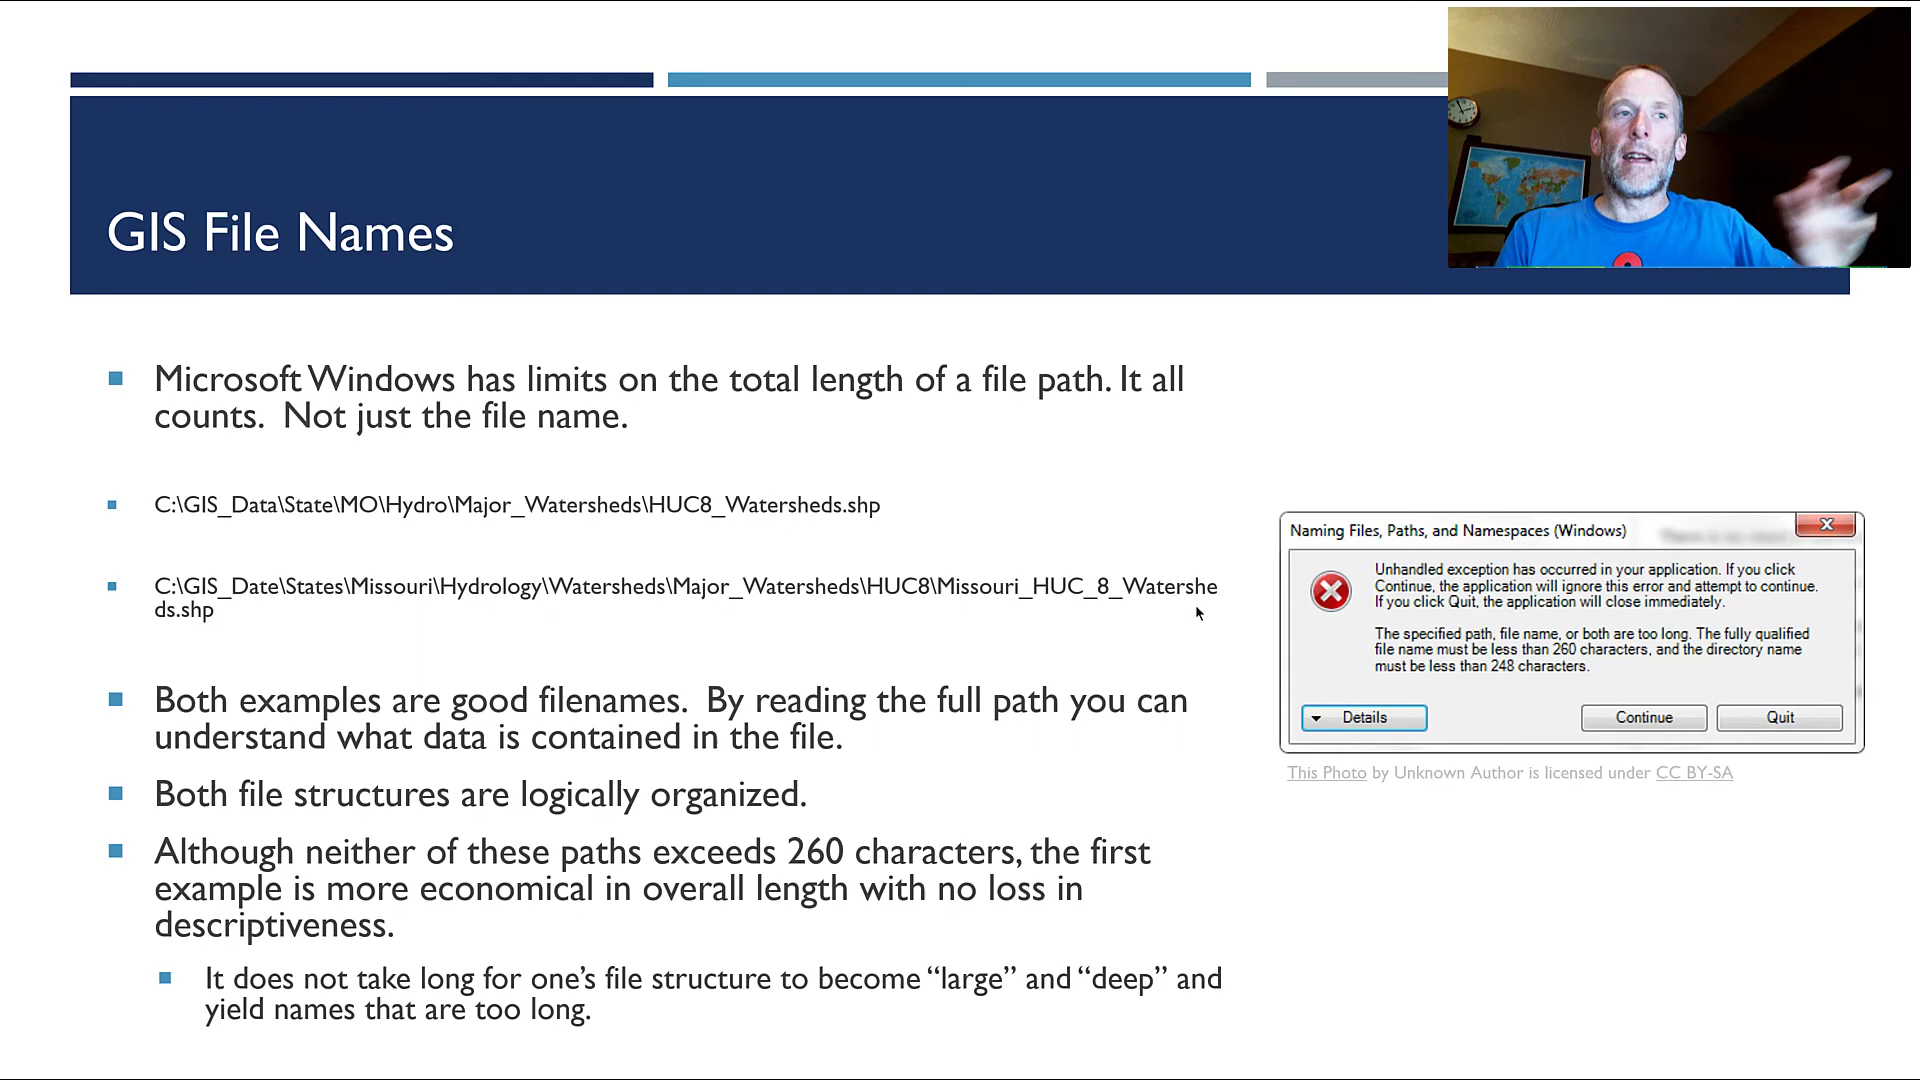 GIS File Names
Microsoft Windows has limits on the total length of a file path. It all
counts.  Not just the file name.
C:\GIS_Data\State\MO\Hydro\Major_Watersheds\HUC8_Watersheds.shp
C:\GIS_Date\States\Missouri\Hydrology\Watersheds\Major_Watersheds\HUC8\Missouri_HUC_8_Watershe
ds.shp
Both examples are good filenames.  By reading the full path you can
understand what data is contained in the file.
Both file structures are logically organized.
Although neither of these paths exceeds 260 characters, the first
example is more economical in overall length with no loss in
descriptiveness.
It does not take long for one’s file structure to become “large” and “deep” and
yield names that are too long.
Naming Files, Paths, and Namespaces (Windows)
Unhandled exception has occurred in your application. If you click
Continue, the application will ignore this error and attempt to continue.
If you click Quit, the application will close immediately.
The specified path, file name, or both are too long. The fully qualified
file name must be less than 260 characters, and the directory name
must be less than 248 characters.
Details
Continue
Quit
This Photo by Unknown Author is licensed under CC BY-SA